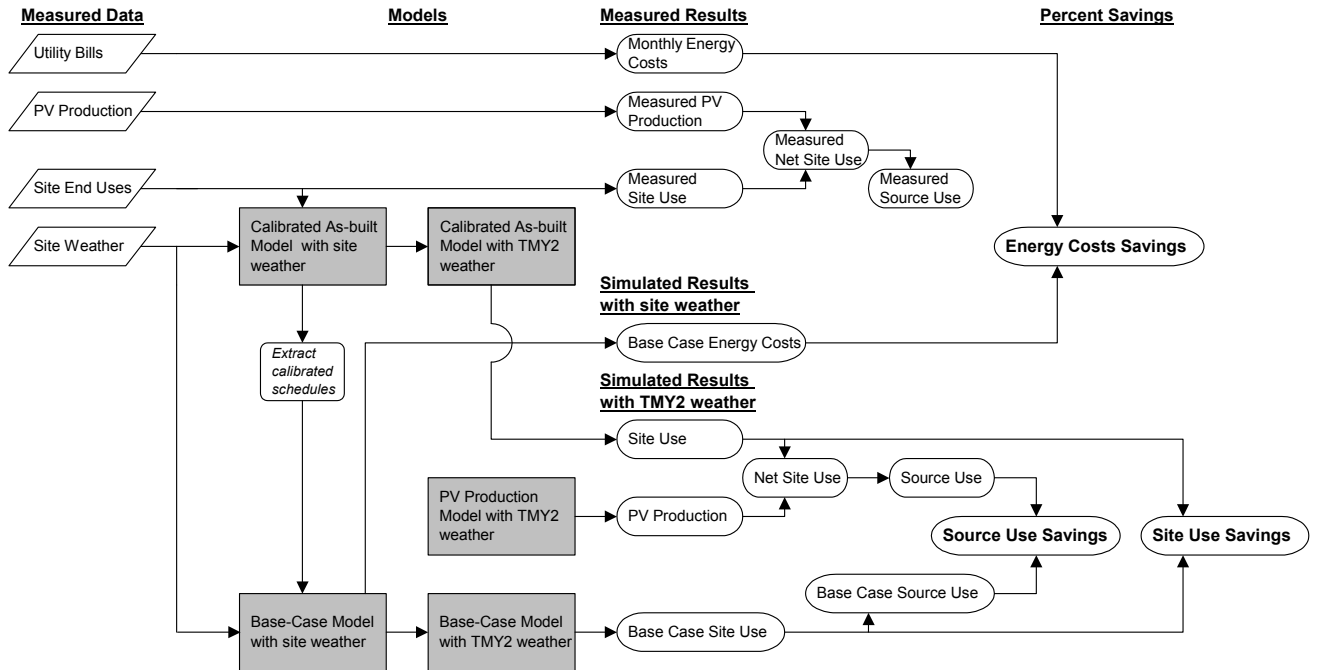 Measured Data
Models
Measured Results
Percent Savings
Utility Bills
Monthly Energy
Costs
PV Production
Measured PV
Production
Measured
Net Site Use
Site End Uses
Measured
Site Use
Measured
Source Use
Site Weather
Calibrated As-built
Model with site
weather
Calibrated As-built
Model with TMY2
weather
Energy Costs Savings
Simulated Results
with site weather
Base Case Energy Costs
Extract
calibrated
schedules
Simulated Results
with TMY2 weather
Site Use
Net Site Use
Source Use
PV Production
Model with TMY2
weather
PV Production
Source Use Savings
Site Use Savings
Base Case Source Use
Base-Case Model
with site weather
Base-Case Model
with TMY2 weather
Base Case Site Use